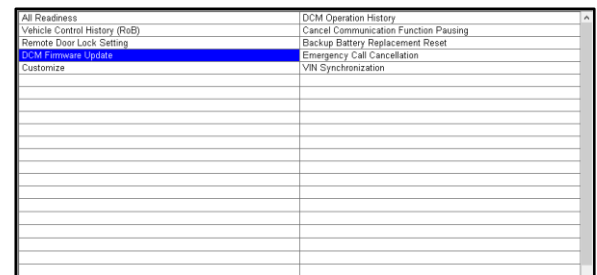 All Readiness
DCM Operation History
Vehicle Control History (RoB)
Cancel Communication Function Pausing
Remote Door Lock Setting
Backup Battery Replacement Reset
DCM Firmware Update
Emergency Call Cancellation
Customize
VIN Synchronization